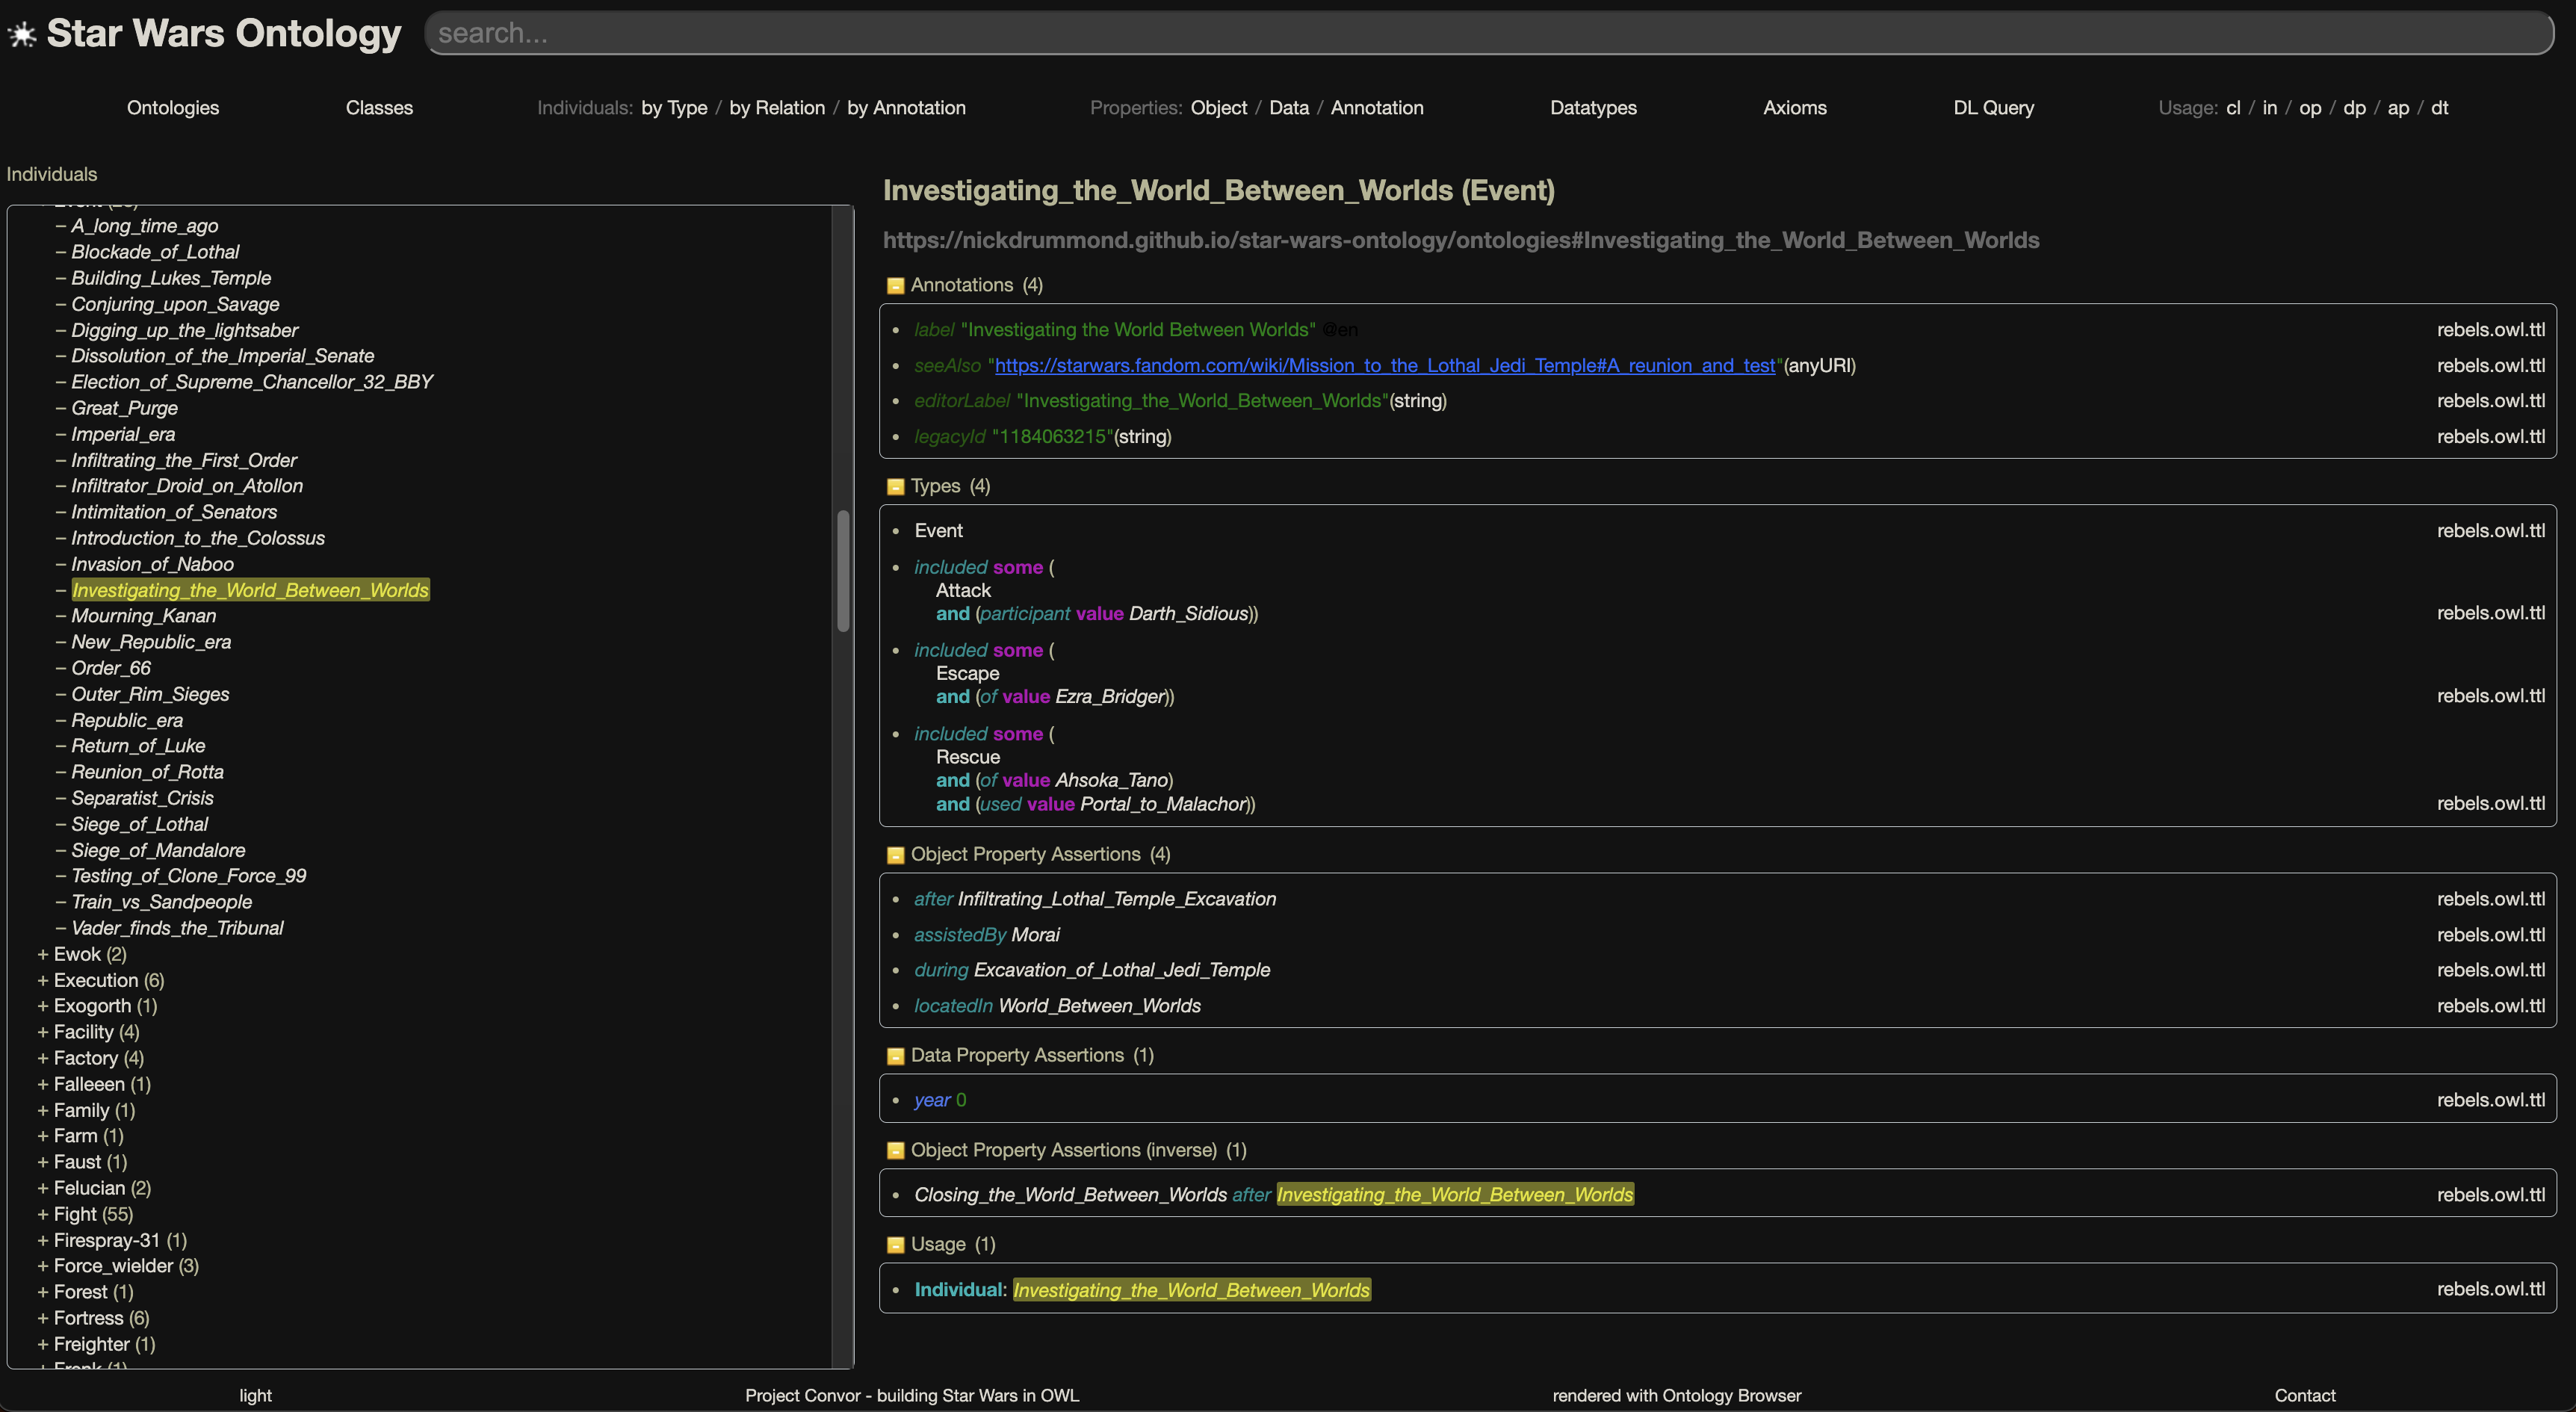 Star Wars Ontology
search...
Ontologies Classes Individuals: by Type / by Relation / by Annotation Properties: Object / Data / Annotation Datatypes Axioms DL Query Usage: cl / in / op / dp / ap / dt
Individuals
– A_long_time_ago
– Blockade_of_Lothal
– Building_Lukes_Temple
– Conjuring_upon_Savage
– Digging_up_the_lightsaber
– Dissolution_of_the_Imperial_Senate
– Election_of_Supreme_Chancellor_32_BBY
– Great_Purge
– Imperial_era
– Infiltrating_the_First_Order
– Infiltrator_Droid_on_Atollon
– Intimitation_of_Senators
– Introduction_to_the_Colossus
– Invasion_of_Naboo
– Investigating_the_World_Between_Worlds
– Mourning_Kanan
– New_Republic_era
– Order_66
– Outer_Rim_Sieges
– Republic_era
– Return_of_Luke
– Reunion_of_Rotta
– Separatist_Crisis
– Siege_of_Lothal
– Siege_of_Mandalore
– Testing_of_Clone_Force_99
– Train_vs_Sandpeople
– Vader_finds_the_Tribunal
+ Ewok (2)
+ Execution (6)
+ Exogorth (1)
+ Facility (4)
+ Factory (4)
+ Falleeen (1)
+ Family (1)
+ Farm (1)
+ Faust (1)
+ Felucian (2)
+ Fight (55)
+ Firespray-31 (1)
+ Force_wielder (3)
+ Forest (1)
+ Fortress (6)
+ Freighter (1)
Investigating_the_World_Between_Worlds (Event)
https://nickdrummond.github.io/star-wars-ontology/ontologies#Investigating_the_World_Between_Worlds
Annotations (4)
• label "Investigating the World Between Worlds" @en rebels.owl.ttl
• seeAlso "https://starwars.fandom.com/wiki/Mission_to_the_Lothal_Jedi_Temple#A_reunion_and_test"(anyURI) rebels.owl.ttl
• editorLabel "Investigating_the_World_Between_Worlds"(string) rebels.owl.ttl
• legacyId "1184063215"(string) rebels.owl.ttl
Types (4)
• Event rebels.owl.ttl
• included some (
Attack
and (participant value Darth_Sidious)) rebels.owl.ttl
• included some (
Escape
and (of value Ezra_Bridger)) rebels.owl.ttl
• included some (
Rescue
and (of value Ahsoka_Tano)
and (used value Portal_to_Malachor)) rebels.owl.ttl
Object Property Assertions (4)
• after Infiltrating_Lothal_Temple_Excavation rebels.owl.ttl
• assistedBy Morai rebels.owl.ttl
• during Excavation_of_Lothal_Jedi_Temple rebels.owl.ttl
• locatedIn World_Between_Worlds rebels.owl.ttl
Data Property Assertions (1)
• year 0 rebels.owl.ttl
Object Property Assertions (inverse) (1)
• Closing_the_World_Between_Worlds after Investigating_the_World_Between_Worlds rebels.owl.ttl
Usage (1)
• Individual: Investigating_the_World_Between_Worlds rebels.owl.ttl
light Project Convor - building Star Wars in OWL rendered with Ontology Browser Contact